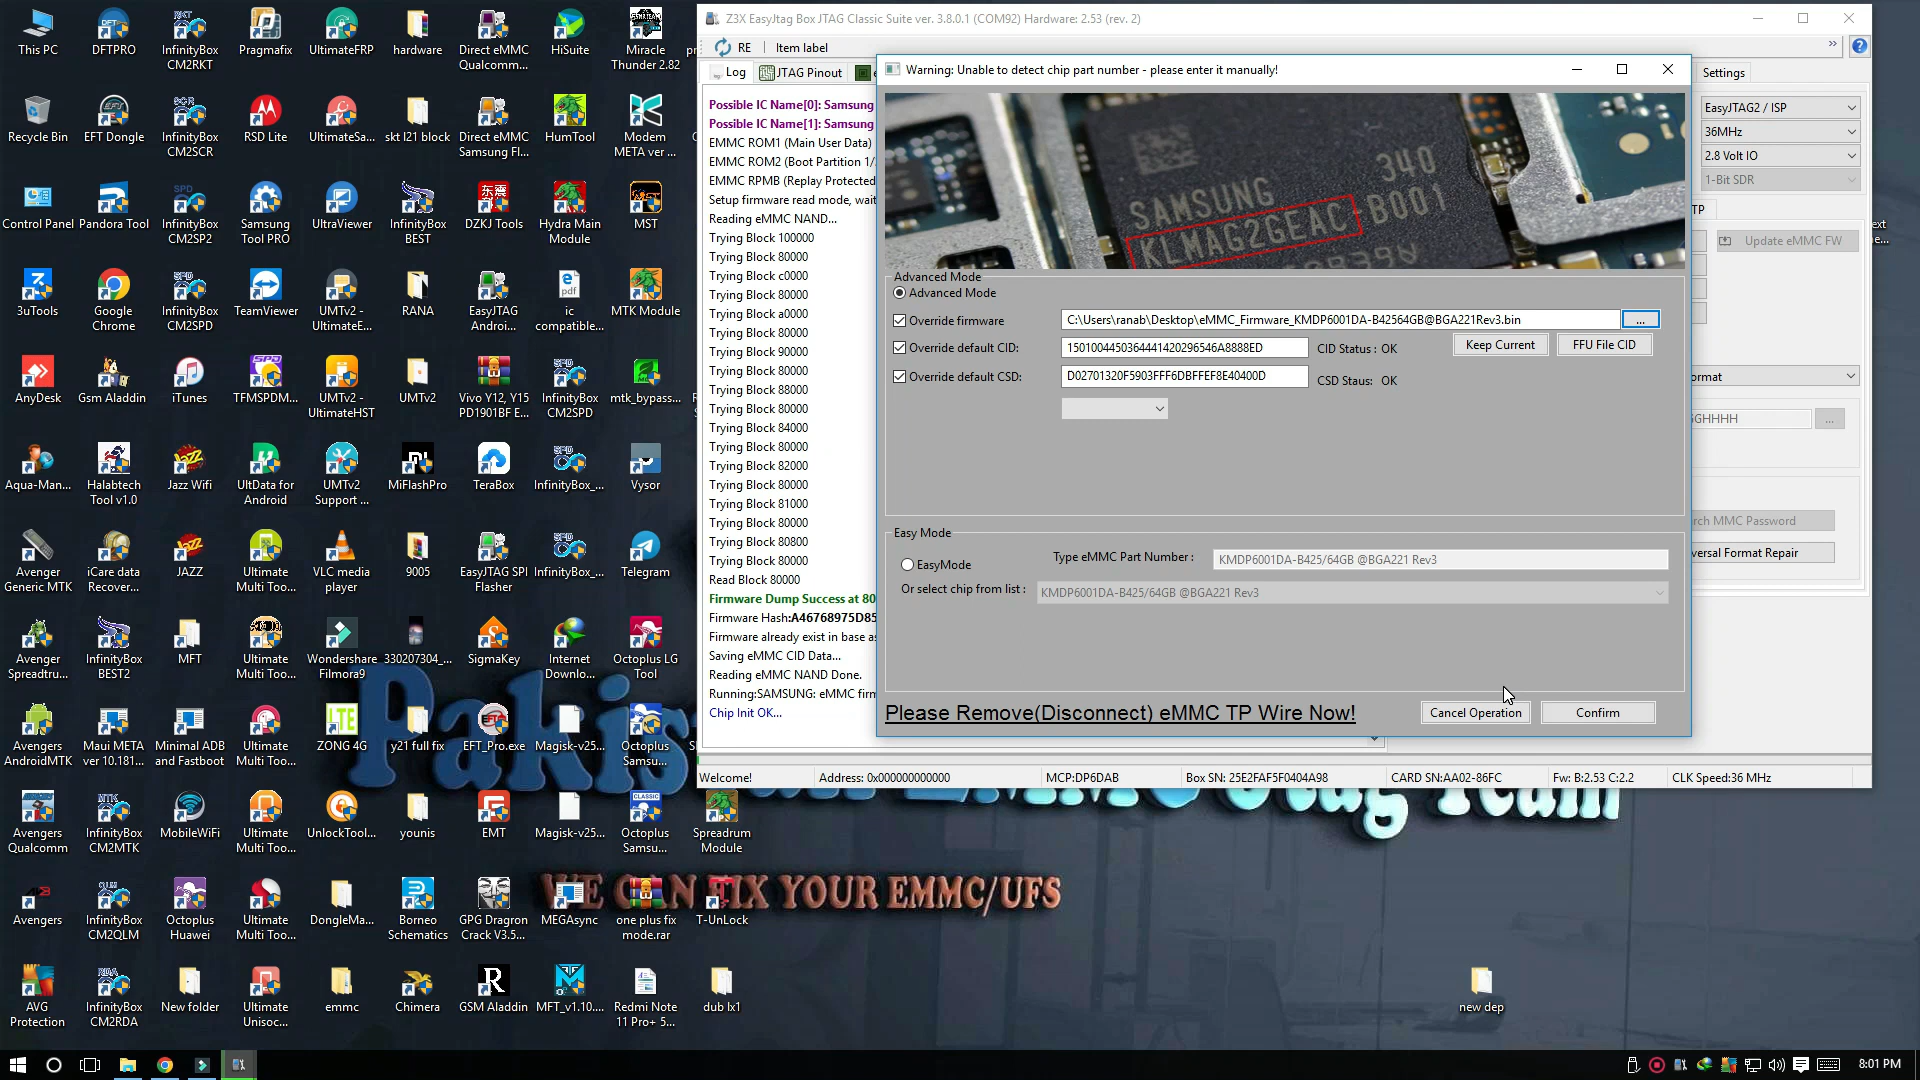 This PC
DFTPRO
InfinityBox CM2RKT
Pragmafix
UltimateFRP
hardware
Direct eMMC Qualcomm...
HiSuite
Miracle Thunder 2.82
Recycle Bin
EFT Dongle
InfinityBox CM2SCR
RSD Lite
UltimateSa...
skt l21 block
Direct eMMC Samsung Fl...
HumTool
Modem META ver ...
Control Panel
Pandora Tool
InfinityBox CM2SP2
Samsung Tool PRO
UltraViewer
InfinityBox BEST
DZKJ Tools
Hydra Main Module
MST
3uTools
Google Chrome
InfinityBox CM2SPD
TeamViewer
UMTv2 - UltimateE...
RANA
EasyJTAG Androi...
ic compatible...
MTK Module
AnyDesk
Gsm Aladdin
iTunes
TFMSPDM...
UMTv2 - UltimateHST
UMTv2
Vivo Y12, Y15 PD1901BF E...
InfinityBox CM2SPD
mtk_bypass...
Aqua-Man...
Halabtech Tool v1.0
Jazz Wifi
UltData for Android
UMTv2 Support ...
MiFlashPro
TeraBox
InfinityBox_...
Vysor
Avenger Generic MTK
iCare data Recover...
JAZZ
Ultimate Multi Too...
VLC media player
9005
EasyJTAG SPI Flasher
InfinityBox_...
Telegram
Avenger Spreadtru...
InfinityBox BEST2
MFT
Ultimate Multi Too...
Wondershare Filmora9
330207304_...
SigmaKey
Internet Downlo...
Octoplus LG Tool
Avengers AndroidMTK
Maui META ver 10.181...
Minimal ADB and Fastboot
Ultimate Multi Too...
ZONG 4G
y21 full fix
EFT_Pro.exe
Magisk-v25...
Octoplus Samsu...
Avengers Qualcomm
InfinityBox CM2MTK
MobileWiFi
Ultimate Multi Too...
UnlockTool...
younis
EMT
Magisk-v25...
Octoplus Samsu...
Spreadrum Module
Avengers
InfinityBox CM2QLM
Octoplus Huawei
Ultimate Multi Too...
DongleMa...
Borneo Schematics
GPG Dragron Crack V3.5...
MEGAsync
one plus fix mode.rar
T-UnLock
AVG Protection
InfinityBox CM2RDA
New folder
Ultimate Unisoc...
emmc
Chimera
GSM Aladdin
MFT_v1.10....
Redmi Note 11 Pro+ 5...
dub lx1
new dep
Z3X EasyJtag Box JTAG Classic Suite ver. 3.8.0.1 (COM92) Hardware: 2.53 (rev. 2)
RE
Item label
Log
JTAG Pinout
Settings
Possible IC Name[0]: Samsung
Possible IC Name[1]: Samsung
EMMC ROM1 (Main User Data)
EMMC ROM2 (Boot Partition 1/
EMMC RPMB (Replay Protected
Setup firmware read mode, wait
Reading eMMC NAND...
Trying Block 100000
Trying Block 80000
Trying Block c0000
Trying Block 80000
Trying Block a0000
Trying Block 80000
Trying Block 90000
Trying Block 80000
Trying Block 88000
Trying Block 80000
Trying Block 84000
Trying Block 80000
Trying Block 82000
Trying Block 80000
Trying Block 81000
Trying Block 80000
Trying Block 80800
Trying Block 80000
Read Block 80000
Firmware Dump Success at 80
Firmware Hash:A46768975D85
Firmware already exist in base as
Saving eMMC CID Data...
Reading eMMC NAND Done.
Running:SAMSUNG: eMMC firm
Chip Init OK...
Warning: Unable to detect chip part number - please enter it manually!
340
SAMSUNG
KLMAG2GEAC-B001
Advanced Mode
Advanced Mode
Override firmware
C:\Users\ranab\Desktop\eMMC_Firmware_KMDP6001DA-B42564GB@BGA221Rev3.bin
...
Override default CID:
1501004450364441420296546A8888ED
CID Status : OK
Keep Current
FFU File CID
Override default CSD:
D02701320F5903FFF6DBFFEF8E40400D
CSD Staus: OK
Easy Mode
EasyMode
Type eMMC Part Number :
KMDP6001DA-B425/64GB @BGA221 Rev3
Or select chip from list :
KMDP6001DA-B425/64GB @BGA221 Rev3
Please Remove(Disconnect) eMMC TP Wire Now!
Cancel Operation
Confirm
EasyJTAG2 / ISP
36MHz
2.8 Volt IO
1-Bit SDR
TP
Update eMMC FW
ormat
GHHHH
...
rch MMC Password
versal Format Repair
ext
e...
Welcome!
Address: 0x000000000000
MCP:DP6DAB
Box SN: 25E2FAF5F0404A98
CARD SN:AA02-86FC
Fw: B:2.53 C:2.2
CLK Speed:36 MHz
Pakis
Jtag Team
WE CAN FIX YOUR EMMC/UFS
8:01 PM